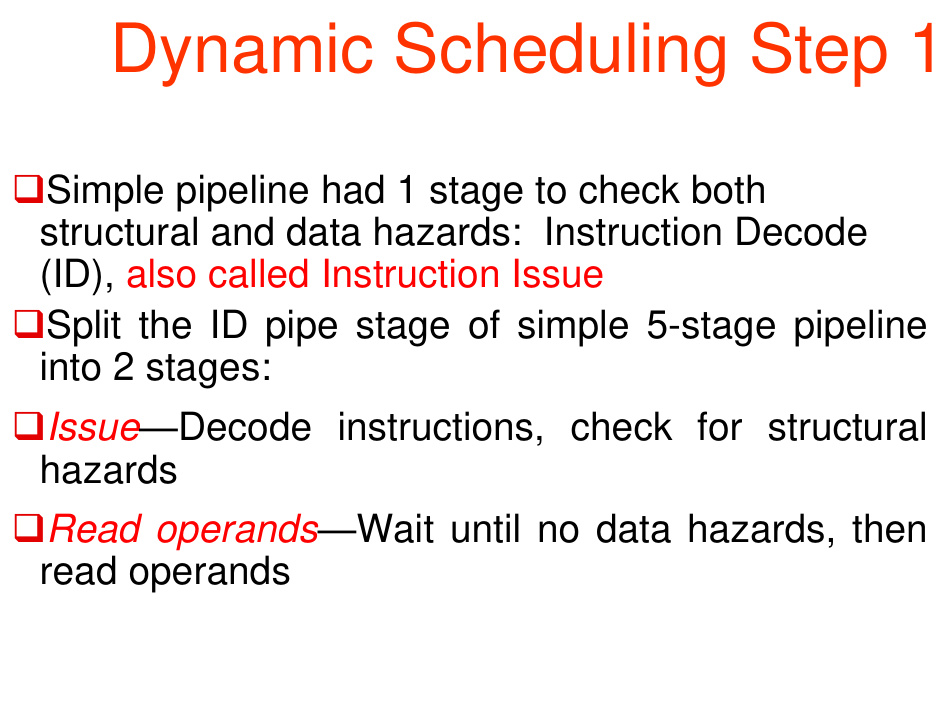 Dynamic Scheduling Step 1
❑Simple pipeline had 1 stage to check both
structural and data hazards:  Instruction Decode
(ID), also called Instruction Issue
❑Split the ID pipe stage of simple 5-stage pipeline
into 2 stages:
❑Issue—Decode instructions, check for structural
hazards
❑Read operands—Wait until no data hazards, then
read operands